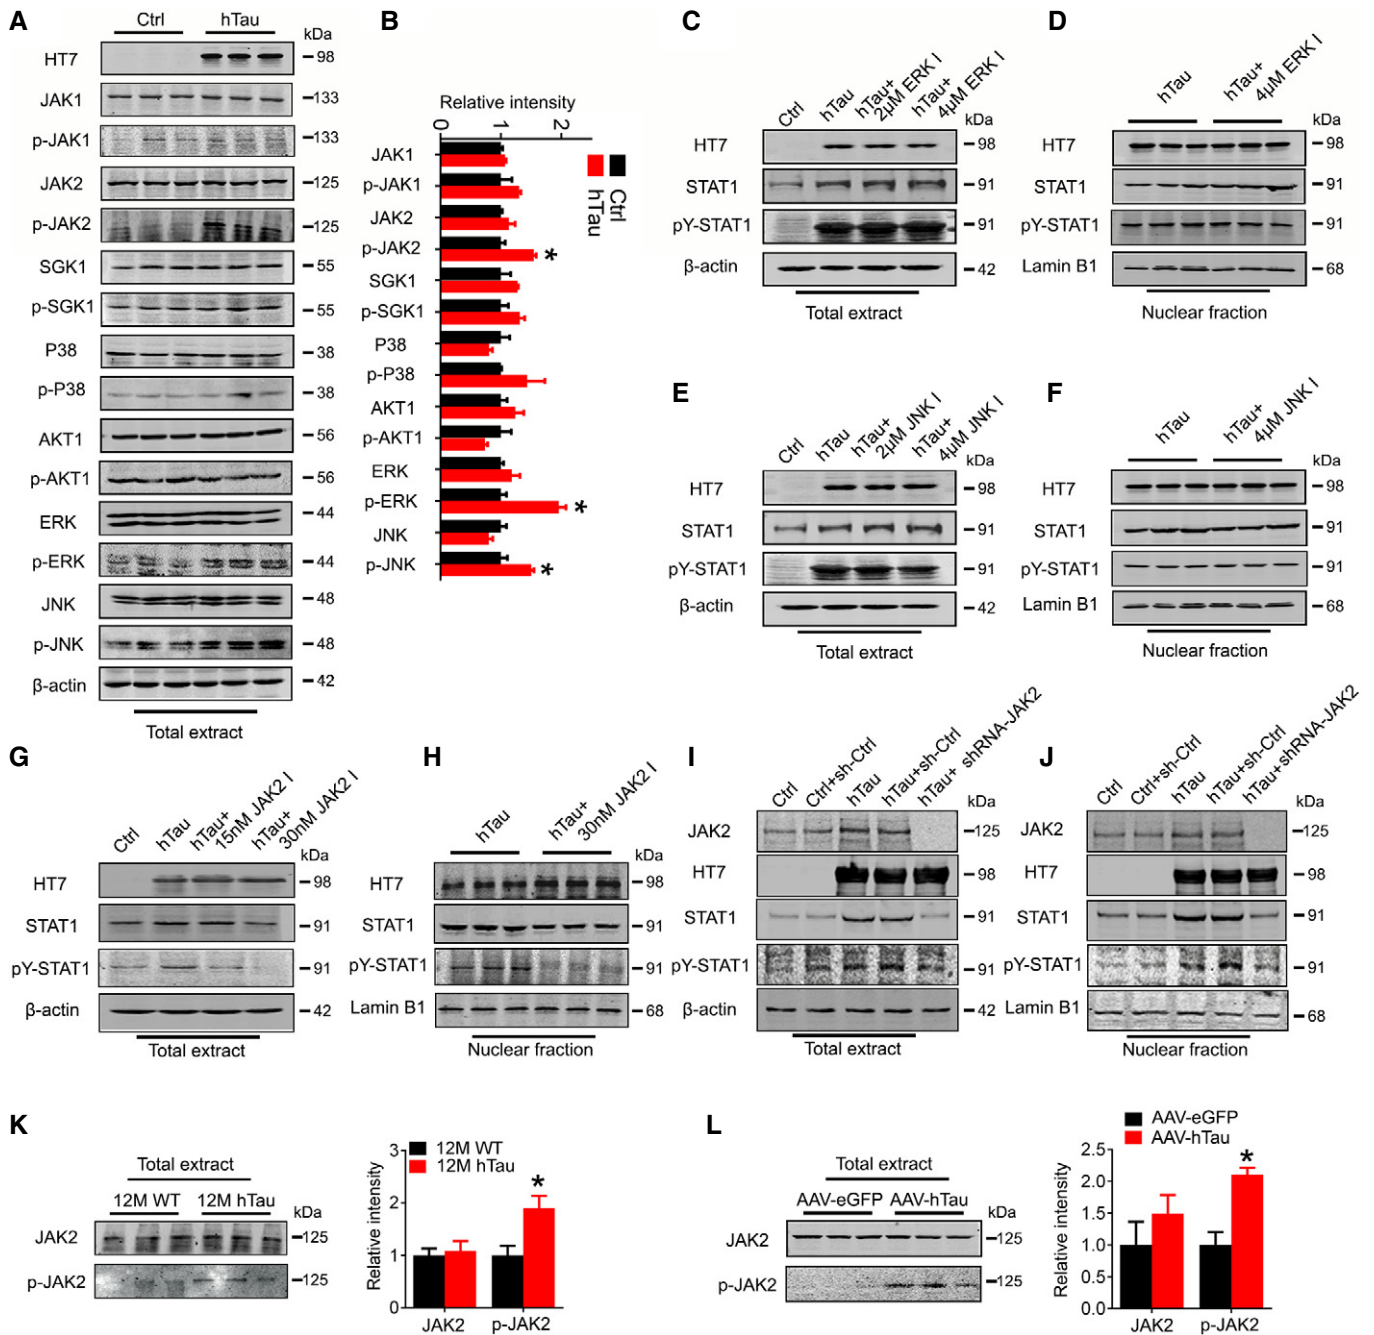 A
Ctrl hTau
kDa
HT7 98
JAK1 133
p-JAK1 133
JAK2 125
p-JAK2 125
SGK1 55
p-SGK1 55
P38 38
p-P38 38
AKT1 56
p-AKT1 56
ERK 44
p-ERK 44
JNK 48
p-JNK 48
β-actin 42
Total extract
B
Relative intensity
0 1 2
JAK1
p-JAK1
JAK2
p-JAK2 *
SGK1
p-SGK1
P38
p-P38
AKT1
p-AKT1
ERK
p-ERK *
JNK
p-JNK *
Ctrl
hTau
C
Ctrl
hTau
hTau+
2μM ERK I
hTau+
4μM ERK I
kDa
HT7 98
STAT1 91
pY-STAT1 91
β-actin 42
Total extract
D
hTau
hTau+
4μM ERK I
kDa
HT7 98
STAT1 91
pY-STAT1 91
Lamin B1 68
Nuclear fraction
E
Ctrl
hTau
hTau+
2μM JNK I
hTau+
4μM JNK I
kDa
HT7 98
STAT1 91
pY-STAT1 91
β-actin 42
Total extract
F
hTau
hTau+
4μM JNK I
kDa
HT7 98
STAT1 91
pY-STAT1 91
Lamin B1 68
Nuclear fraction
G
Ctrl
hTau
hTau+
15nM JAK2 I
hTau+
30nM JAK2 I
kDa
HT7 98
STAT1 91
pY-STAT1 91
β-actin 42
Total extract
H
hTau
hTau+
30nM JAK2 I
kDa
HT7 98
STAT1 91
pY-STAT1 91
Lamin B1 68
Nuclear fraction
I
Ctrl
Ctrl+sh-Ctrl
hTau
hTau+sh-Ctrl
hTau+ shRNA-JAK2
kDa
JAK2 125
HT7 98
STAT1 91
pY-STAT1 91
β-actin 42
Total extract
J
Ctrl
Ctrl+sh-Ctrl
hTau
hTau+sh-Ctrl
hTau+shRNA-JAK2
kDa
JAK2 125
HT7 98
STAT1 91
pY-STAT1 91
Lamin B1 68
Nuclear fraction
K
Total extract
12M WT 12M hTau
kDa
JAK2 125
p-JAK2 125
12M WT
12M hTau
Relative intensity
3
2
1
0
*
JAK2 p-JAK2
L
Total extract
AAV-eGFP AAV-hTau
kDa
JAK2 125
p-JAK2 125
AAV-eGFP
AAV-hTau
Relative intensity
2.5
2.0
1.5
1.0
0.5
0.0
*
JAK2 p-JAK2